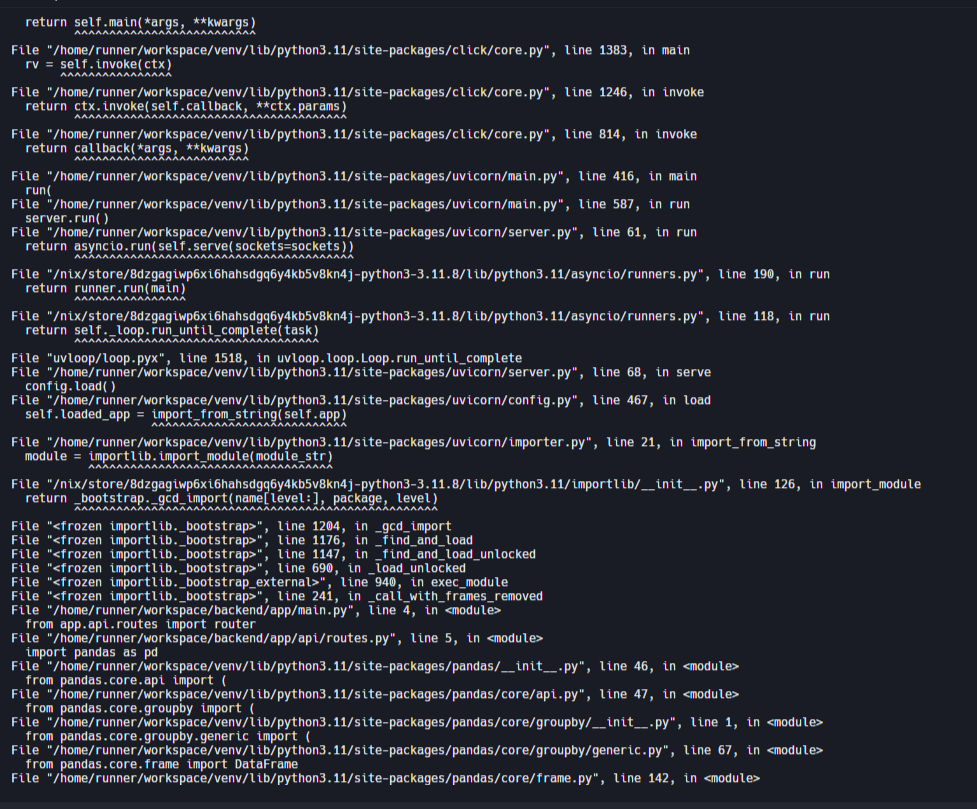 return self.main(*args, **kwargs)
^^^^^^^^^^^^^^^^^^^^^^^^^^
File "/home/runner/workspace/venv/lib/python3.11/site-packages/click/core.py", line 1383, in main
rv = self.invoke(ctx)
^^^^^^^^^^^^^^^^
File "/home/runner/workspace/venv/lib/python3.11/site-packages/click/core.py", line 1246, in invoke
return ctx.invoke(self.callback, **ctx.params)
^^^^^^^^^^^^^^^^^^^^^^^^^^^^^^^^^^^^^^^
File "/home/runner/workspace/venv/lib/python3.11/site-packages/click/core.py", line 814, in invoke
return callback(*args, **kwargs)
^^^^^^^^^^^^^^^^^^^^^^^^^
File "/home/runner/workspace/venv/lib/python3.11/site-packages/uvicorn/main.py", line 416, in main
run(
File "/home/runner/workspace/venv/lib/python3.11/site-packages/uvicorn/main.py", line 587, in run
server.run()
File "/home/runner/workspace/venv/lib/python3.11/site-packages/uvicorn/server.py", line 61, in run
return asyncio.run(self.serve(sockets=sockets))
^^^^^^^^^^^^^^^^^^^^^^^^^^^^^^^^^^^^^^^^
File "/nix/store/8dzgagiwp6xi6hahsdgq6y4kb5v8kn4j-python3-3.11.8/lib/python3.11/asyncio/runners.py", line 190, in run
return runner.run(main)
^^^^^^^^^^^^^^^^
File "/nix/store/8dzgagiwp6xi6hahsdgq6y4kb5v8kn4j-python3-3.11.8/lib/python3.11/asyncio/runners.py", line 118, in run
return self._loop.run_until_complete(task)
^^^^^^^^^^^^^^^^^^^^^^^^^^^^^^^^^^^
File "uvloop/loop.pyx", line 1518, in uvloop.loop.Loop.run_until_complete
File "/home/runner/workspace/venv/lib/python3.11/site-packages/uvicorn/server.py", line 68, in serve
config.load()
File "/home/runner/workspace/venv/lib/python3.11/site-packages/uvicorn/config.py", line 467, in load
self.loaded_app = import_from_string(self.app)
^^^^^^^^^^^^^^^^^^^^^^^^^^^^
File "/home/runner/workspace/venv/lib/python3.11/site-packages/uvicorn/importer.py", line 21, in import_from_string
module = importlib.import_module(module_str)
^^^^^^^^^^^^^^^^^^^^^^^^^^^^^^^^^^^
File "/nix/store/8dzgagiwp6xi6hahsdgq6y4kb5v8kn4j-python3-3.11.8/lib/python3.11/importlib/__init__.py", line 126, in import_module
return _bootstrap._gcd_import(name[level:], package, level)
^^^^^^^^^^^^^^^^^^^^^^^^^^^^^^^^^^^^^^^^^^^^^^^^^^^^
File "<frozen importlib._bootstrap>", line 1204, in _gcd_import
File "<frozen importlib._bootstrap>", line 1176, in _find_and_load
File "<frozen importlib._bootstrap>", line 1147, in _find_and_load_unlocked
File "<frozen importlib._bootstrap>", line 690, in _load_unlocked
File "<frozen importlib._bootstrap_external>", line 940, in exec_module
File "<frozen importlib._bootstrap>", line 241, in _call_with_frames_removed
File "/home/runner/workspace/backend/app/main.py", line 4, in <module>
from app.api.routes import router
File "/home/runner/workspace/backend/app/api/routes.py", line 5, in <module>
import pandas as pd
File "/home/runner/workspace/venv/lib/python3.11/site-packages/pandas/__init__.py", line 46, in <module>
from pandas.core.api import (
File "/home/runner/workspace/venv/lib/python3.11/site-packages/pandas/core/api.py", line 47, in <module>
from pandas.core.groupby import (
File "/home/runner/workspace/venv/lib/python3.11/site-packages/pandas/core/groupby/__init__.py", line 1, in <module>
from pandas.core.groupby.generic import (
File "/home/runner/workspace/venv/lib/python3.11/site-packages/pandas/core/groupby/generic.py", line 67, in <module>
from pandas.core.frame import DataFrame
File "/home/runner/workspace/venv/lib/python3.11/site-packages/pandas/core/frame.py", line 142, in <module>